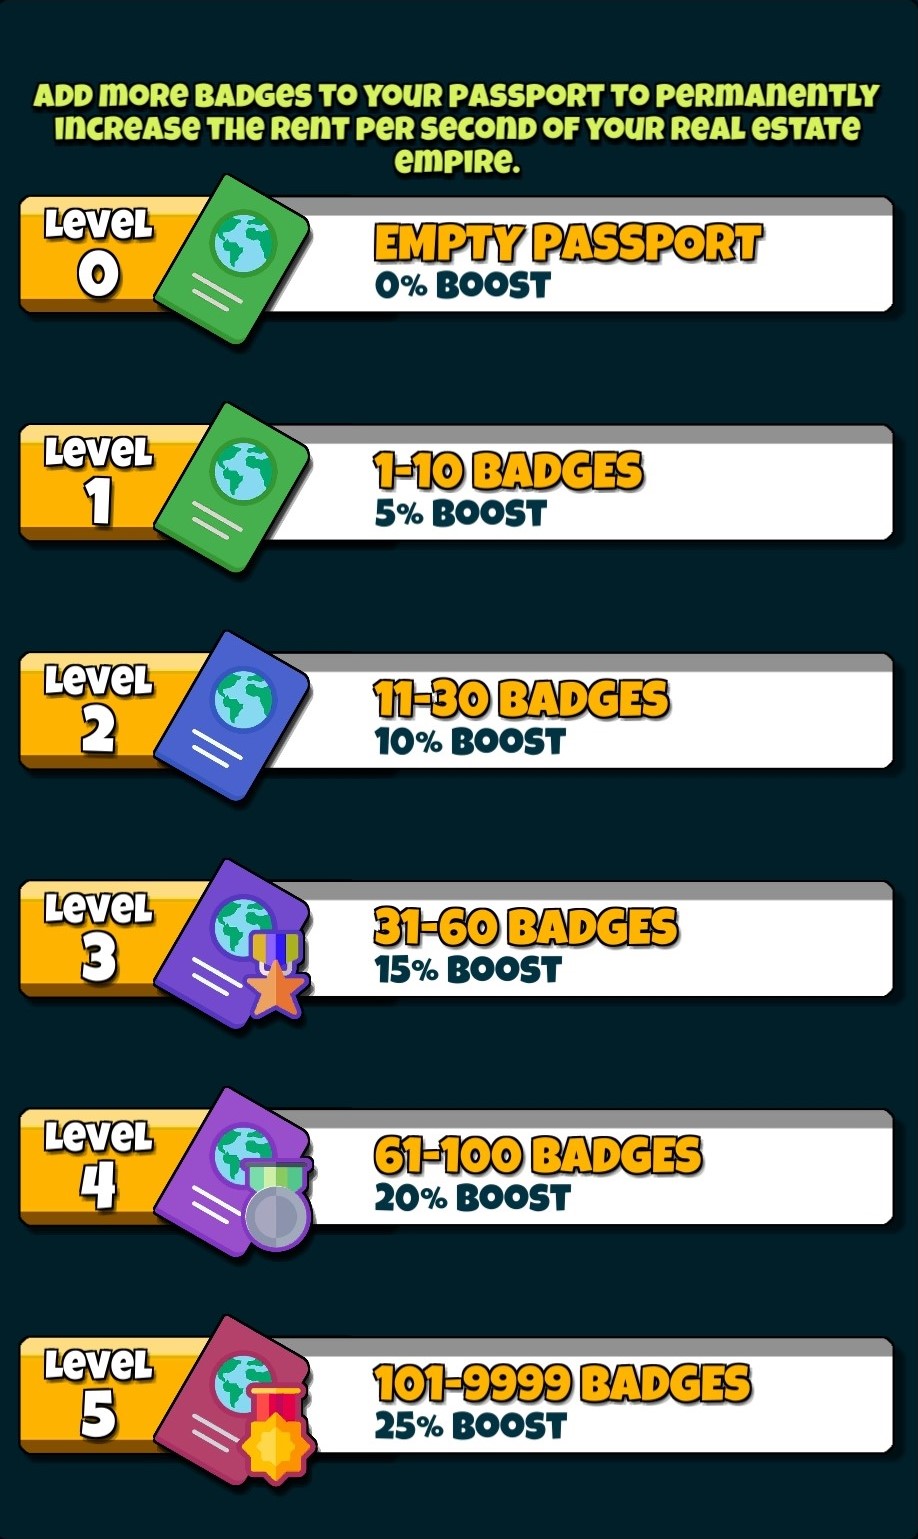 ADD MORE BADGES TO YOUR PASSPORT TO PERMANENTLY
INCREASE THE RENT PER SECOND OF YOUR REAL ESTATE
EMPIRE.
LEVEL
0
EMPTY PASSPORT
0% BOOST
LEVEL
1
1-10 BADGES
5% BOOST
LEVEL
2
11-30 BADGES
10% BOOST
LEVEL
3
31-60 BADGES
15% BOOST
LEVEL
4
61-100 BADGES
20% BOOST
LEVEL
5
101-9999 BADGES
25% BOOST